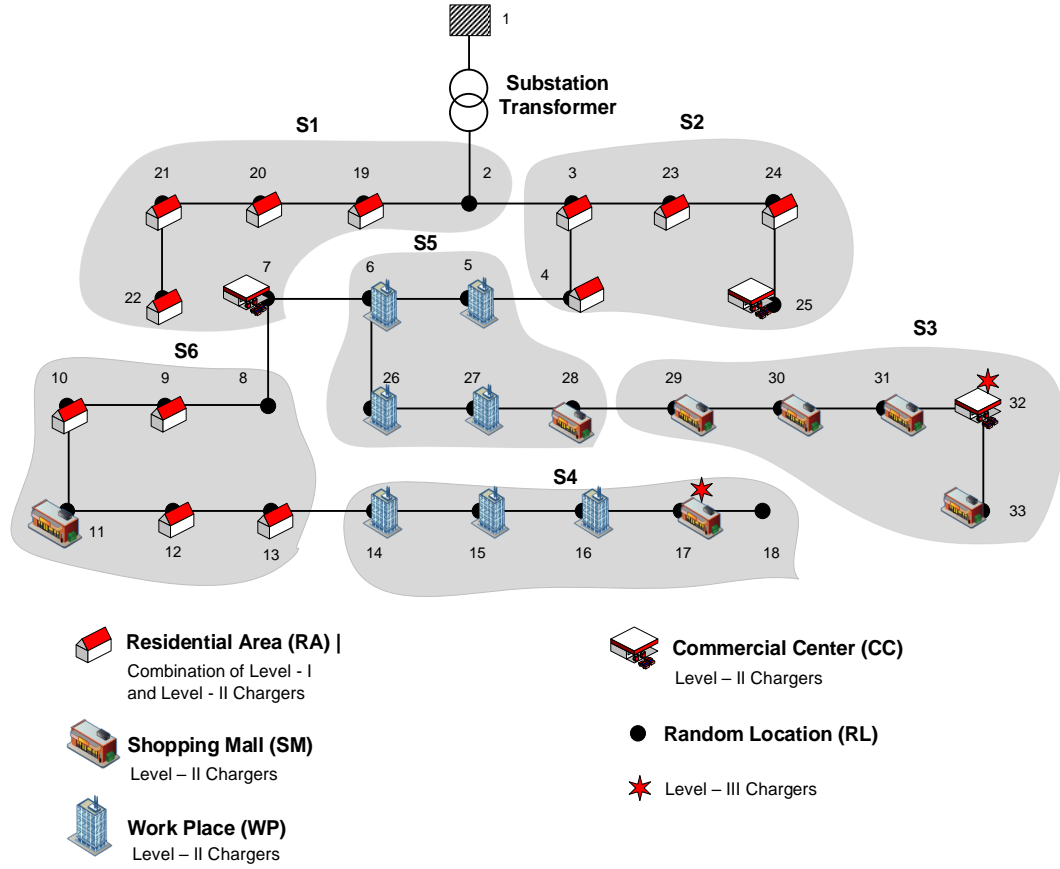 1
Substation
Transformer
S1
S2
21
20
19
2
3
23
24
S5
7
6
5
4
22
25
S3
S6
10
9
8
26
27
28
29
30
31
32
S4
11
12
13
14
15
16
17
18
33
Residential Area (RA) |
Combination of Level - I
and Level - II Chargers
Shopping Mall (SM)
Level – II Chargers
Work Place (WP)
Level – II Chargers
Commercial Center (CC)
Level – II Chargers
Random Location (RL)
Level – III Chargers